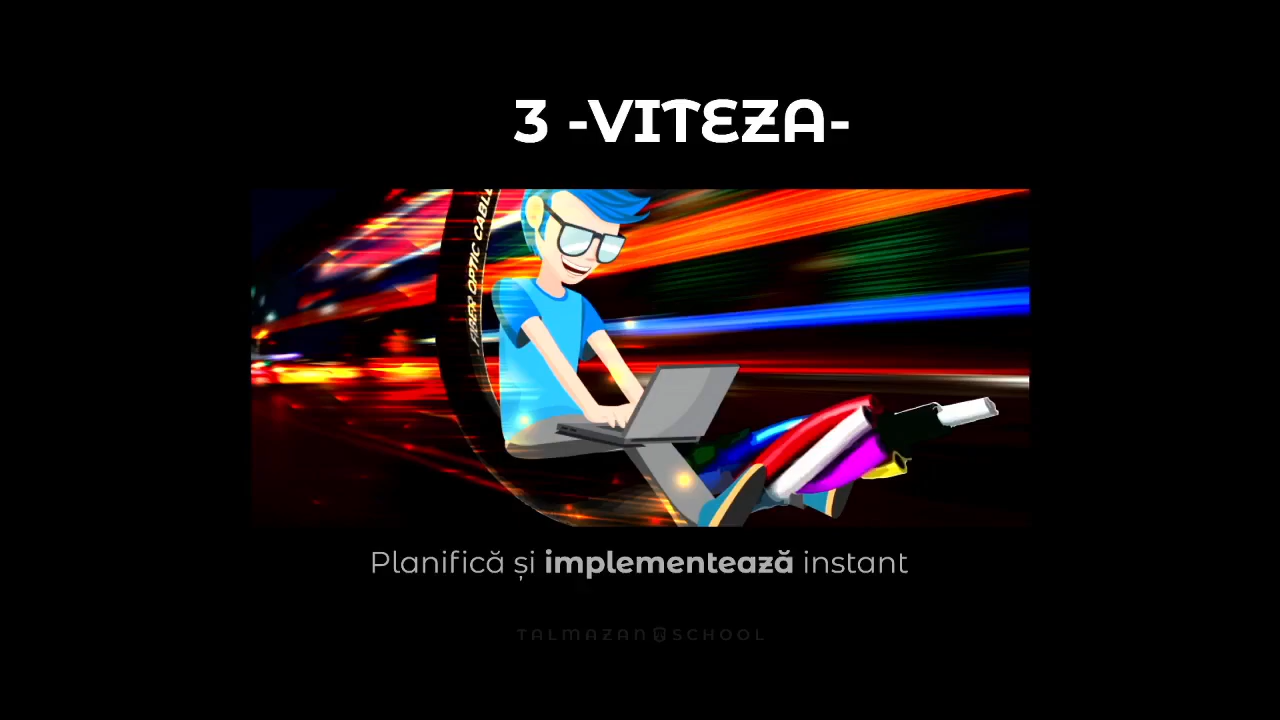 3 -VITEZA-
FIBER OPTIC CABLE
Planifică și implementează instant
TALMAZAN SCHOOL